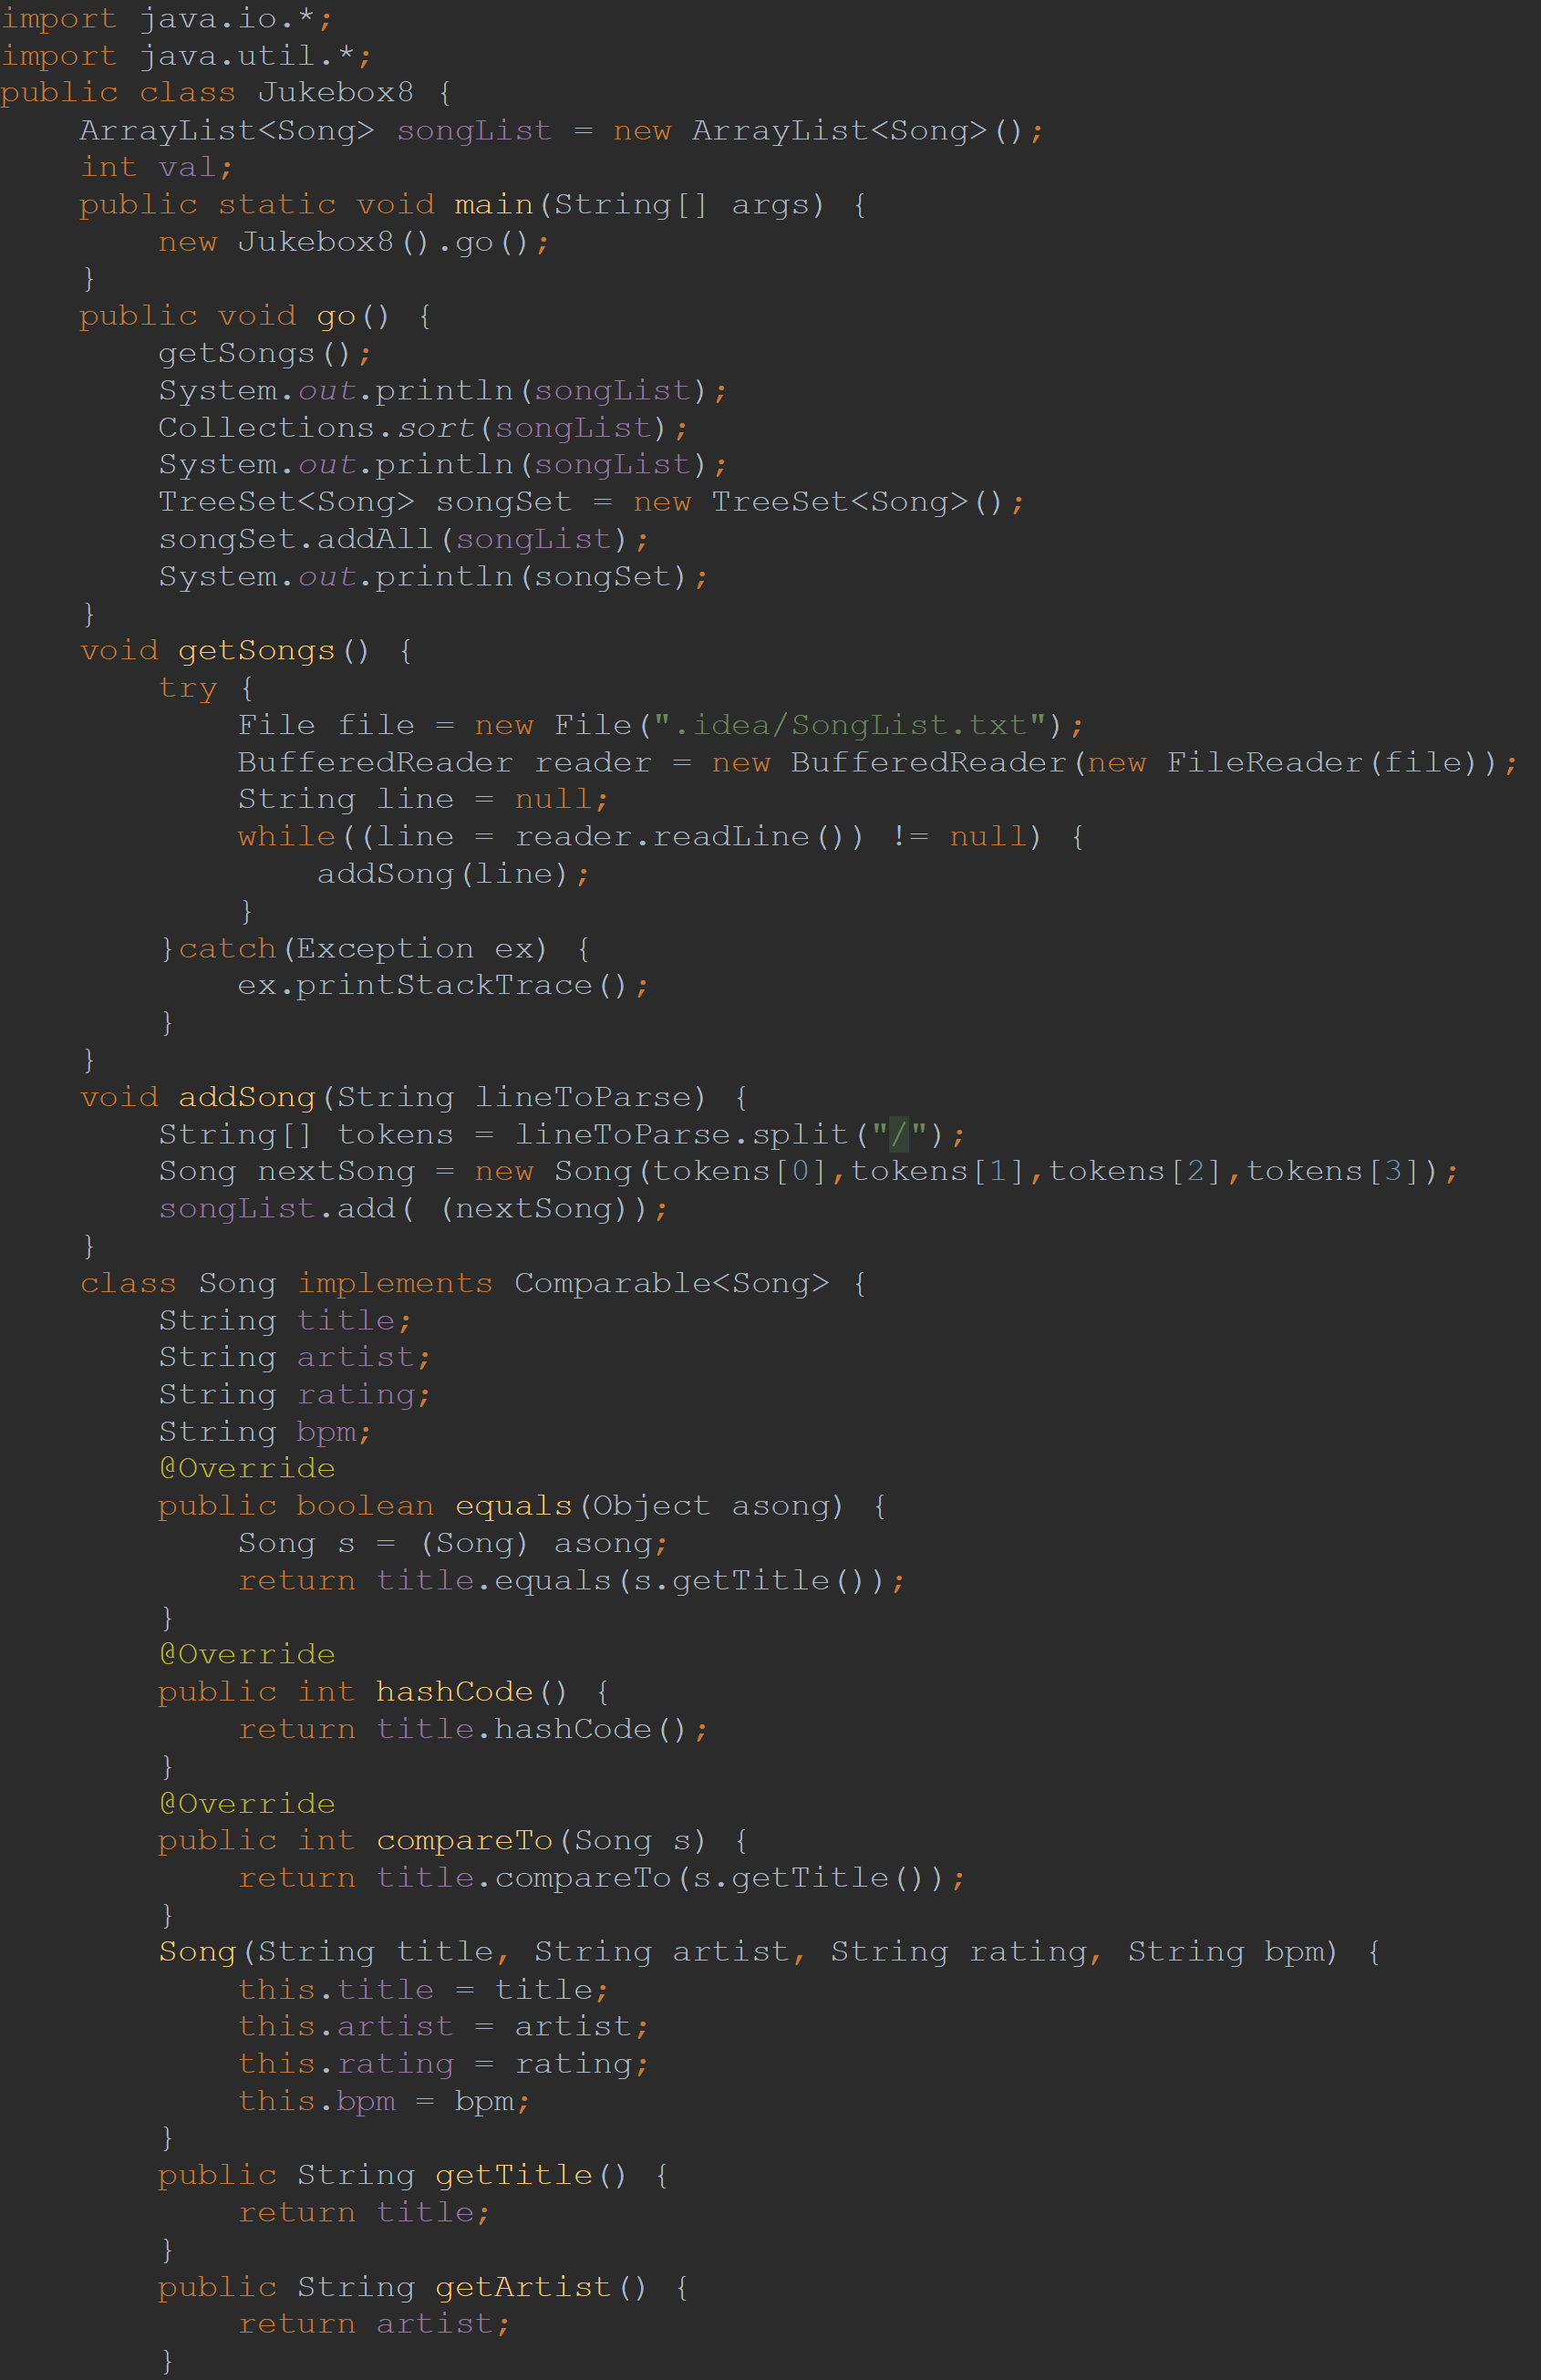 import java.io.*;
import java.util.*;
public class Jukebox8 {
    ArrayList<Song> songList = new ArrayList<Song>();
    int val;
    public static void main(String[] args) {
        new Jukebox8().go();
    }
    public void go() {
        getSongs();
        System.out.println(songList);
        Collections.sort(songList);
        System.out.println(songList);
        TreeSet<Song> songSet = new TreeSet<Song>();
        songSet.addAll(songList);
        System.out.println(songSet);
    }
    void getSongs() {
        try {
            File file = new File(".idea/SongList.txt");
            BufferedReader reader = new BufferedReader(new FileReader(file));
            String line = null;
            while((line = reader.readLine()) != null) {
                addSong(line);
            }
        }catch(Exception ex) {
            ex.printStackTrace();
        }
    }
    void addSong(String lineToParse) {
        String[] tokens = lineToParse.split("/");
        Song nextSong = new Song(tokens[0],tokens[1],tokens[2],tokens[3]);
        songList.add( (nextSong));
    }
    class Song implements Comparable<Song> {
        String title;
        String artist;
        String rating;
        String bpm;
        @Override
        public boolean equals(Object asong) {
            Song s = (Song) asong;
            return title.equals(s.getTitle());
        }
        @Override
        public int hashCode() {
            return title.hashCode();
        }
        @Override
        public int compareTo(Song s) {
            return title.compareTo(s.getTitle());
        }
        Song(String title, String artist, String rating, String bpm) {
            this.title = title;
            this.artist = artist;
            this.rating = rating;
            this.bpm = bpm;
        }
        public String getTitle() {
            return title;
        }
        public String getArtist() {
            return artist;
        }